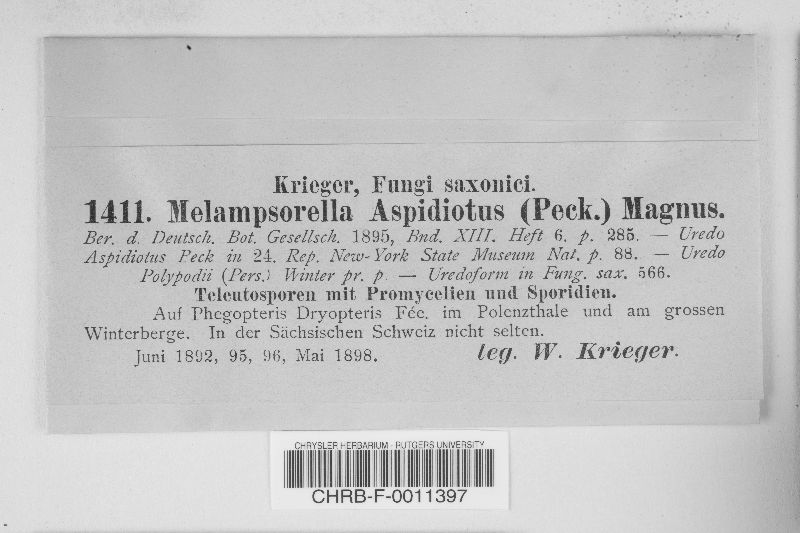 Krieger, Fungi saxonici.
1411. Melampsorella Aspidiotus (Peck.) Magnus.
Ber. d. Deutsch. Bot. Gesellsch. 1895, Bnd. XIII. Heft 6. p. 285. — Uredo
Aspidiotus Peck in 24. Rep. New-York State Museum Nat. p. 88. — Uredo
Polypodii (Pers.) Winter pr. p. — Uredoform in Fung. sax. 566.
Teleutosporen mit Promycelien und Sporidien.
Auf Phegopteris Dryopteris Fée. im Polenzthale und am grossen
Winterberge. In der Sächsischen Schweiz nicht selten.
Juni 1892, 95, 96, Mai 1898. leg. W. Krieger.
CHRYSLER HERBARIUM - RUTGERS UNIVERSITY
CHRB-F-0011397